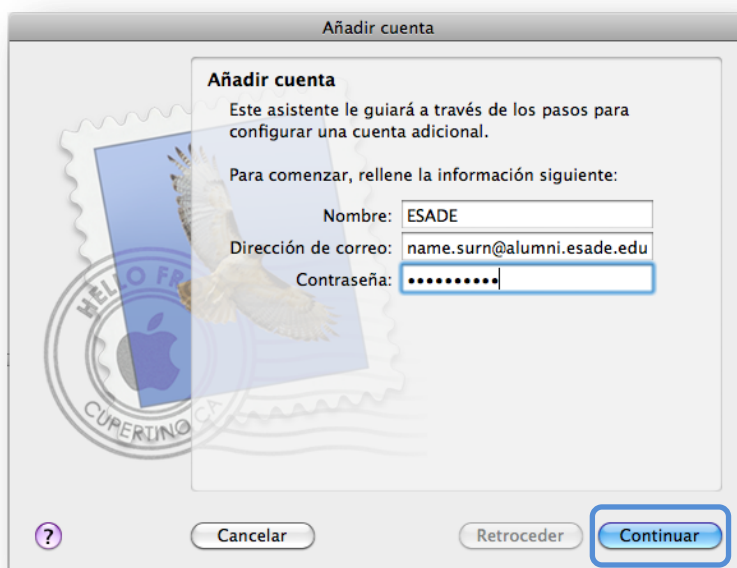 Añadir cuenta
Añadir cuenta
Este asistente le guiará a través de los pasos para
configurar una cuenta adicional.
Para comenzar, rellene la información siguiente:
Nombre: ESADE
Dirección de correo: name.surn@alumni.esade.edu
Contraseña: ••••••••••
HELLO FR
CUPERTINO CA
? Cancelar Retroceder Continuar